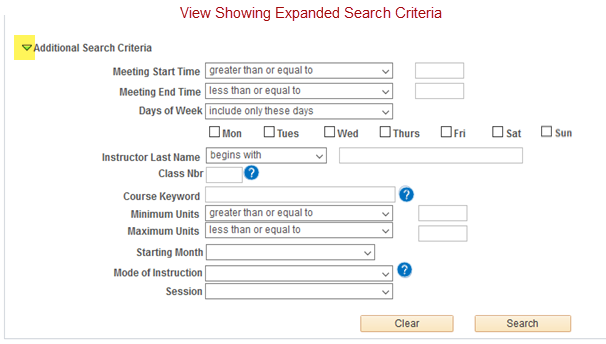 View Showing Expanded Search Criteria
Additional Search Criteria
Meeting Start Time greater than or equal to
Meeting End Time less than or equal to
Days of Week include only these days
Mon Tues Wed Thurs Fri Sat Sun
Instructor Last Name begins with
Class Nbr ?
Course Keyword ?
Minimum Units greater than or equal to
Maximum Units less than or equal to
Starting Month
Mode of Instruction ?
Session
Clear Search